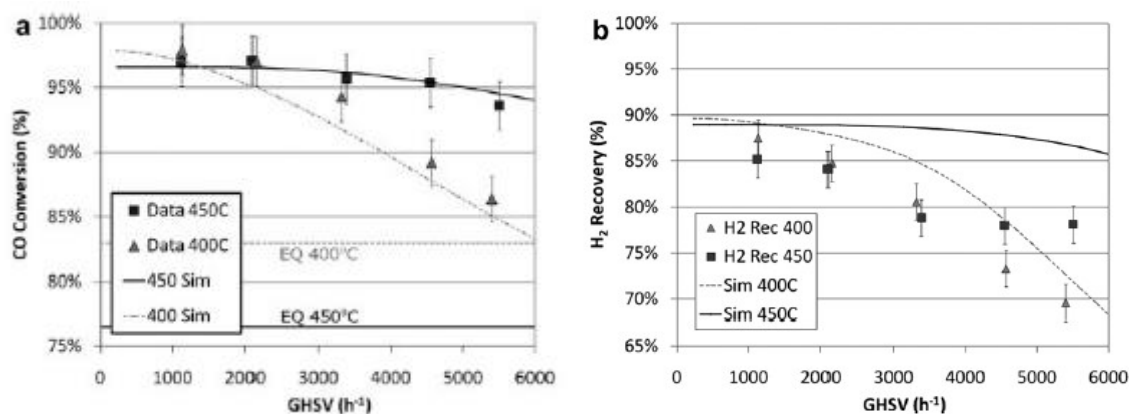 a
100%
95%
90%
85%
80%
75%
CO Conversion (%)
Data 450C
Data 400C
450 Sim
400 Sim
EQ 400°C
EQ 450°C
0 1000 2000 3000 4000 5000 6000
GHSV (h⁻¹)
b
100%
95%
90%
85%
80%
75%
70%
65%
H₂ Recovery (%)
H2 Rec 400
H2 Rec 450
Sim 400C
Sim 450C
0 1000 2000 3000 4000 5000 6000
GHSV (h⁻¹)